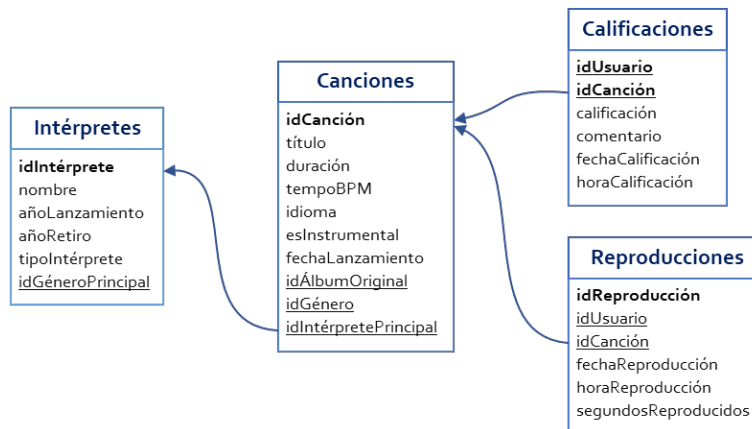 Intérpretes
idIntérprete
nombre
añoLanzamiento
añoRetiro
tipoIntérprete
idGéneroPrincipal
Canciones
idCanción
título
duración
tempoBPM
idioma
esInstrumental
fechaLanzamiento
idÁlbumOriginal
idGénero
idIntérpretePrincipal
Calificaciones
idUsuario
idCanción
calificación
comentario
fechaCalificación
horaCalificación
Reproducciones
idReproducción
idUsuario
idCanción
fechaReproducción
horaReproducción
segundosReproducidos